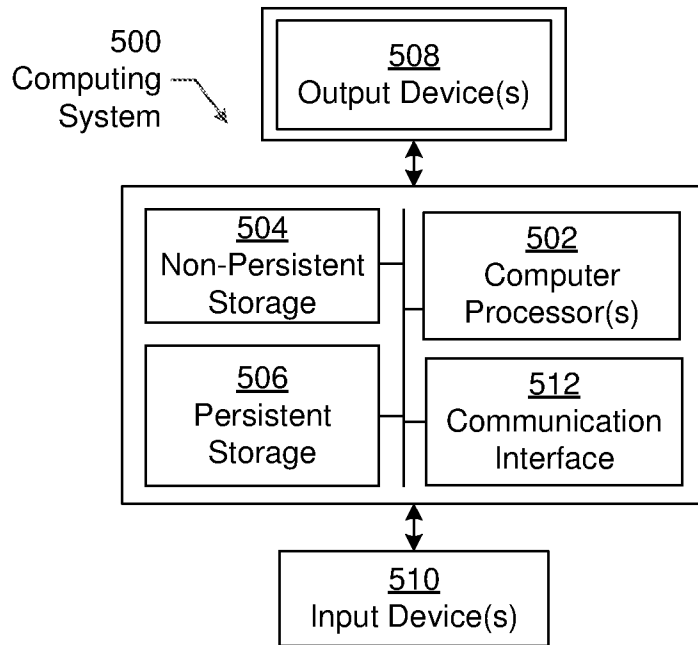 500
Computing
System
508
Output Device(s)
504
Non-Persistent
Storage
502
Computer
Processor(s)
506
Persistent
Storage
512
Communication
Interface
510
Input Device(s)